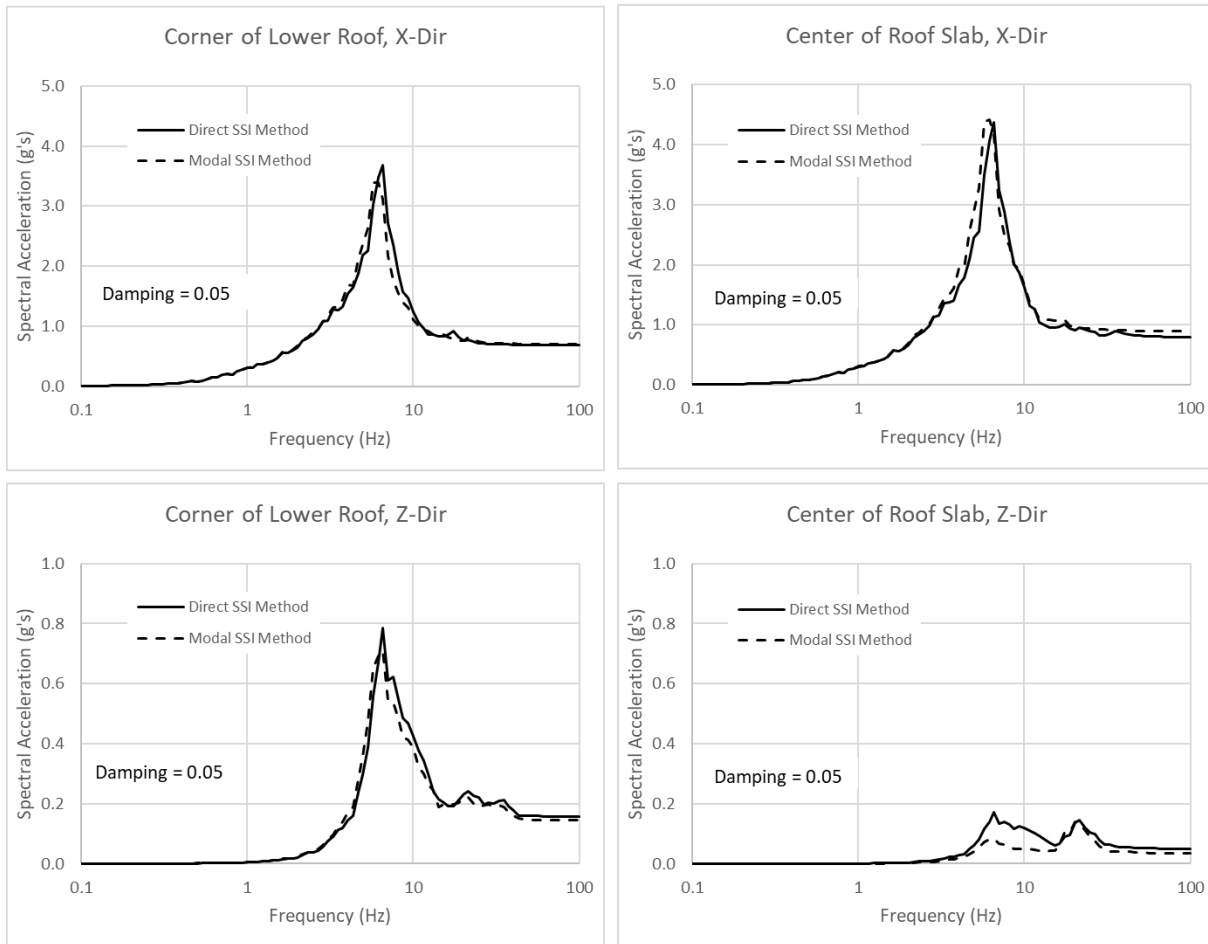 Corner of Lower Roof, X-Dir
Spectral Acceleration (g's)
5.0
4.0
3.0
2.0
1.0
0.0
Direct SSI Method
Modal SSI Method
Damping = 0.05
0.1
1
10
100
Frequency (Hz)
Center of Roof Slab, X-Dir
Spectral Acceleration (g's)
5.0
4.0
3.0
2.0
1.0
0.0
Direct SSI Method
Modal SSI Method
Damping = 0.05
0.1
1
10
100
Frequency (Hz)
Corner of Lower Roof, Z-Dir
Spectral Acceleration (g's)
1.0
0.8
0.6
0.4
0.2
0.0
Direct SSI Method
Modal SSI Method
Damping = 0.05
0.1
1
10
100
Frequency (Hz)
Center of Roof Slab, Z-Dir
Spectral Acceleration (g's)
1.0
0.8
0.6
0.4
0.2
0.0
Direct SSI Method
Modal SSI Method
Damping = 0.05
0.1
1
10
100
Frequency (Hz)